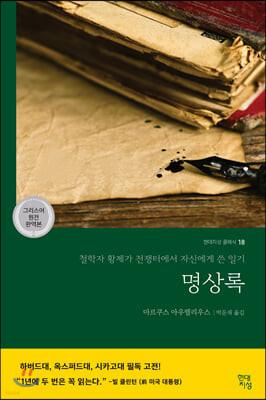 그리스어
원전
완역본
현대지성 클래식 18
철학자 황제가 전쟁터에서 자신에게 쓴 일기
명상록
마르쿠스 아우렐리우스 | 박문재 옮김
하버드대, 옥스퍼드대, 시카고대 필독 고전!
"1년에 두 번은 꼭 읽는다." -빌 클린턴 (前 미국 대통령)
현대
지성